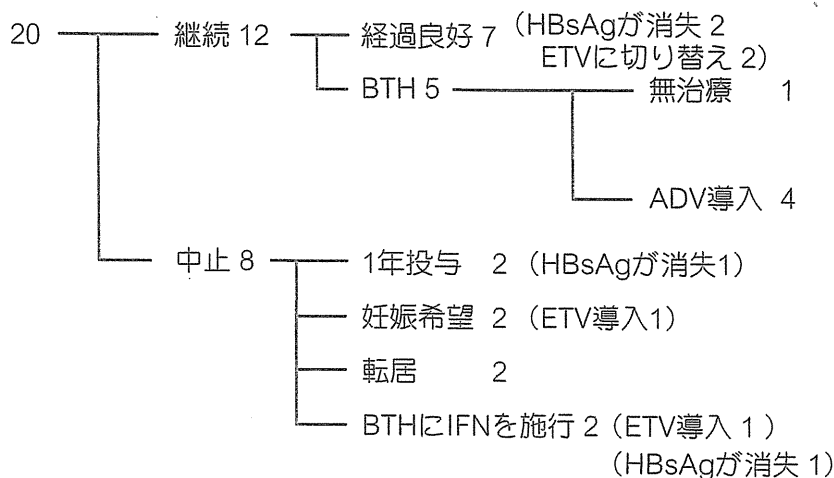 20 継続 12 経過良好 7 (HBsAgが消失 2
ETVに切り替え 2)
BTH 5 無治療 1
ADV導入 4
中止 8 1年投与 2 (HBsAgが消失1)
妊娠希望 2 (ETV導入1)
転居 2
BTHにIFNを施行 2 (ETV導入 1 )
(HBsAgが消失 1)